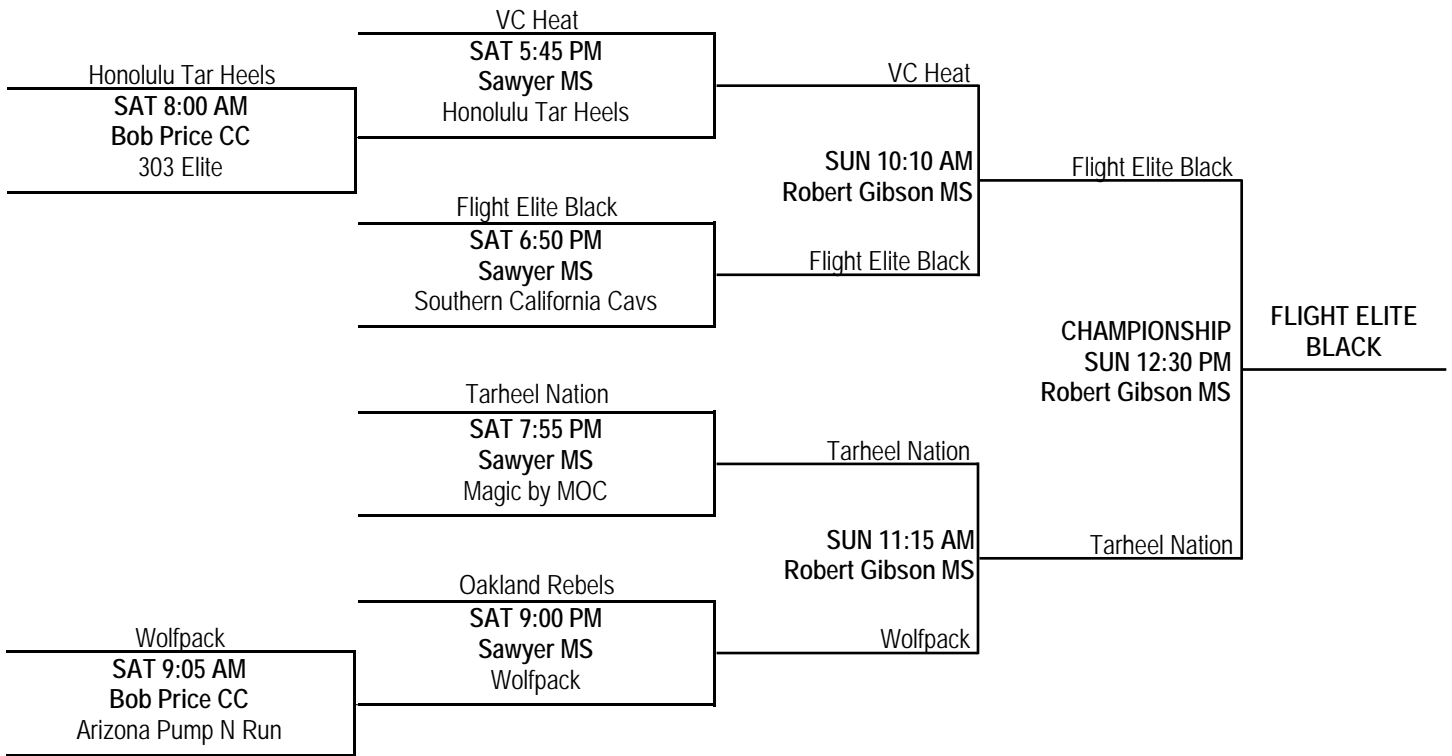 Honolulu Tar Heels
SAT 8:00 AM
Bob Price CC
303 Elite
Wolfpack
SAT 9:05 AM
Bob Price CC
Arizona Pump N Run
VC Heat
SAT 5:45 PM
Sawyer MS
Honolulu Tar Heels
Flight Elite Black
SAT 6:50 PM
Sawyer MS
Southern California Cavs
Tarheel Nation
SAT 7:55 PM
Sawyer MS
Magic by MOC
Oakland Rebels
SAT 9:00 PM
Sawyer MS
Wolfpack
VC Heat
SUN 10:10 AM
Robert Gibson MS
Flight Elite Black
Tarheel Nation
SUN 11:15 AM
Robert Gibson MS
Wolfpack
Flight Elite Black
CHAMPIONSHIP
SUN 12:30 PM
Robert Gibson MS
Tarheel Nation
FLIGHT ELITE
BLACK